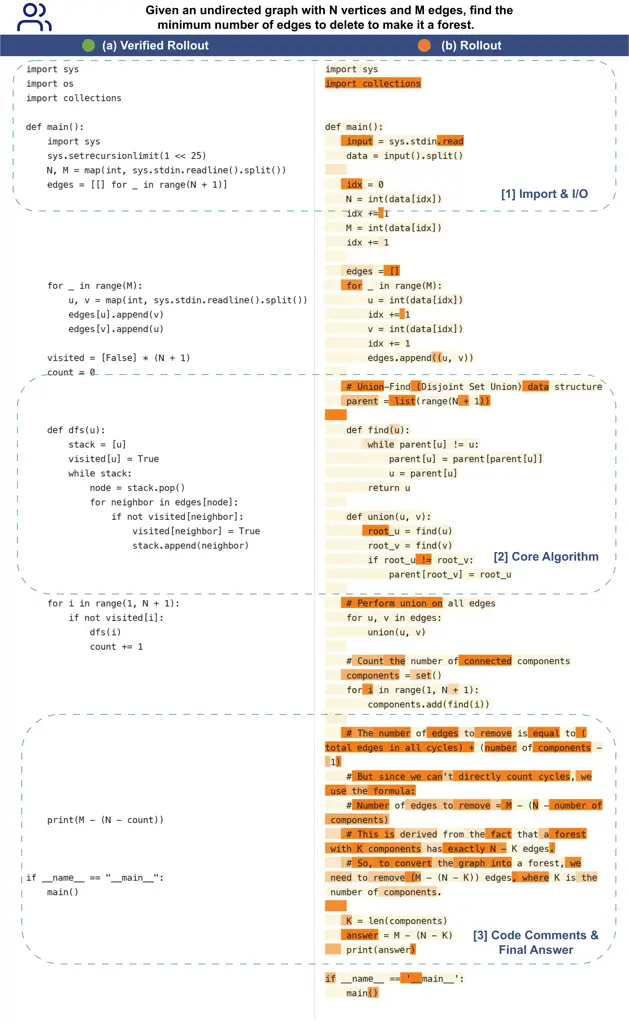 Given an undirected graph with N vertices and M edges, find the
minimum number of edges to delete to make it a forest.
(a) Verified Rollout
import sys
import os
import collections
def main():
    import sys
    sys.setrecursionlimit(1 << 25)
    N, M = map(int, sys.stdin.readline().split())
    edges = [[] for _ in range(N + 1)]
    for _ in range(M):
        u, v = map(int, sys.stdin.readline().split())
        edges[u].append(v)
        edges[v].append(u)
    visited = [False] * (N + 1)
    count = 0
    def dfs(u):
        stack = [u]
        visited[u] = True
        while stack:
            node = stack.pop()
            for neighbor in edges[node]:
                if not visited[neighbor]:
                    visited[neighbor] = True
                    stack.append(neighbor)
    for i in range(1, N + 1):
        if not visited[i]:
            dfs(i)
            count += 1
    print(M − (N − count))
if __name__ == "__main__":
    main()
(b) Rollout
import sys
import collections
def main():
    input = sys.stdin.read
    data = input().split()
    idx = 0
    N = int(data[idx])
    idx += 1
    M = int(data[idx])
    idx += 1
    edges = []
    for _ in range(M):
        u = int(data[idx])
        idx += 1
        v = int(data[idx])
        idx += 1
        edges.append((u, v))
    # Union−Find (Disjoint Set Union) data structure
    parent = list(range(N + 1))
    def find(u):
        while parent[u] != u:
            parent[u] = parent[parent[u]]
            u = parent[u]
        return u
    def union(u, v):
        root_u = find(u)
        root_v = find(v)
        if root_u != root_v:
            parent[root_v] = root_u
    # Perform union on all edges
    for u, v in edges:
        union(u, v)
    # Count the number of connected components
    components = set()
    for i in range(1, N + 1):
        components.add(find(i))
    # The number of edges to remove is equal to (
total edges in all cycles) + (number of components −
1)
    # But since we can't directly count cycles, we
use the formula:
    # Number of edges to remove = M − (N − number of
components)
    # This is derived from the fact that a forest
with K components has exactly N − K edges.
    # So, to convert the graph into a forest, we
need to remove (M − (N − K)) edges, where K is the
number of components.
    K = len(components)
    answer = M − (N − K)
    print(answer)
if __name__ == '__main__':
    main()
[1] Import & I/O
[2] Core Algorithm
[3] Code Comments &
Final Answer